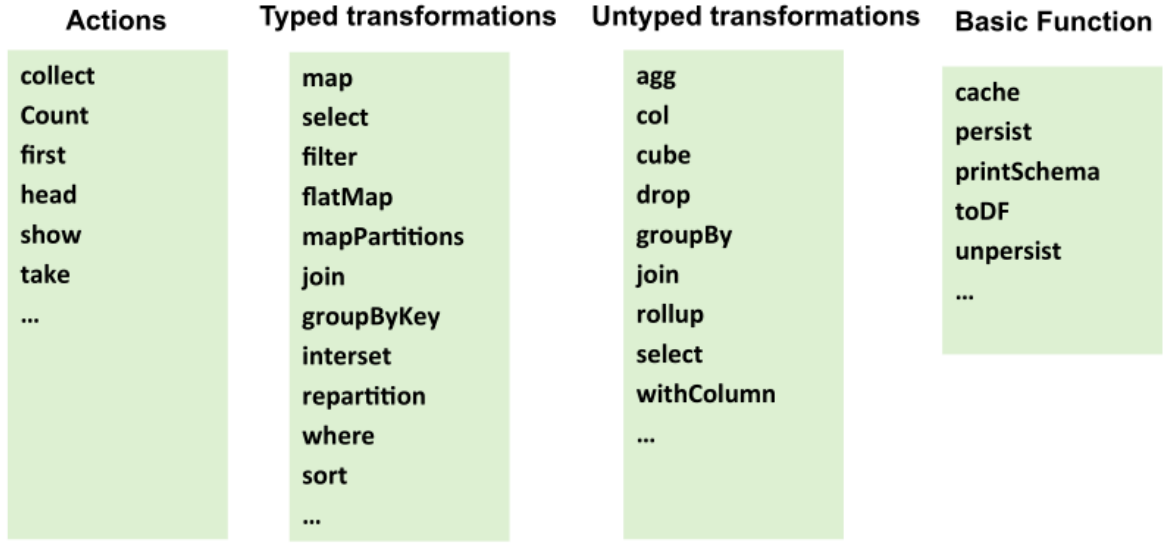 Actions
collect
Count
first
head
show
take
...
Typed transformations
map
select
filter
flatMap
mapPartitions
join
groupByKey
interset
repartition
where
sort
...
Untyped transformations
agg
col
cube
drop
groupBy
join
rollup
select
withColumn
...
Basic Function
cache
persist
printSchema
toDF
unpersist
...